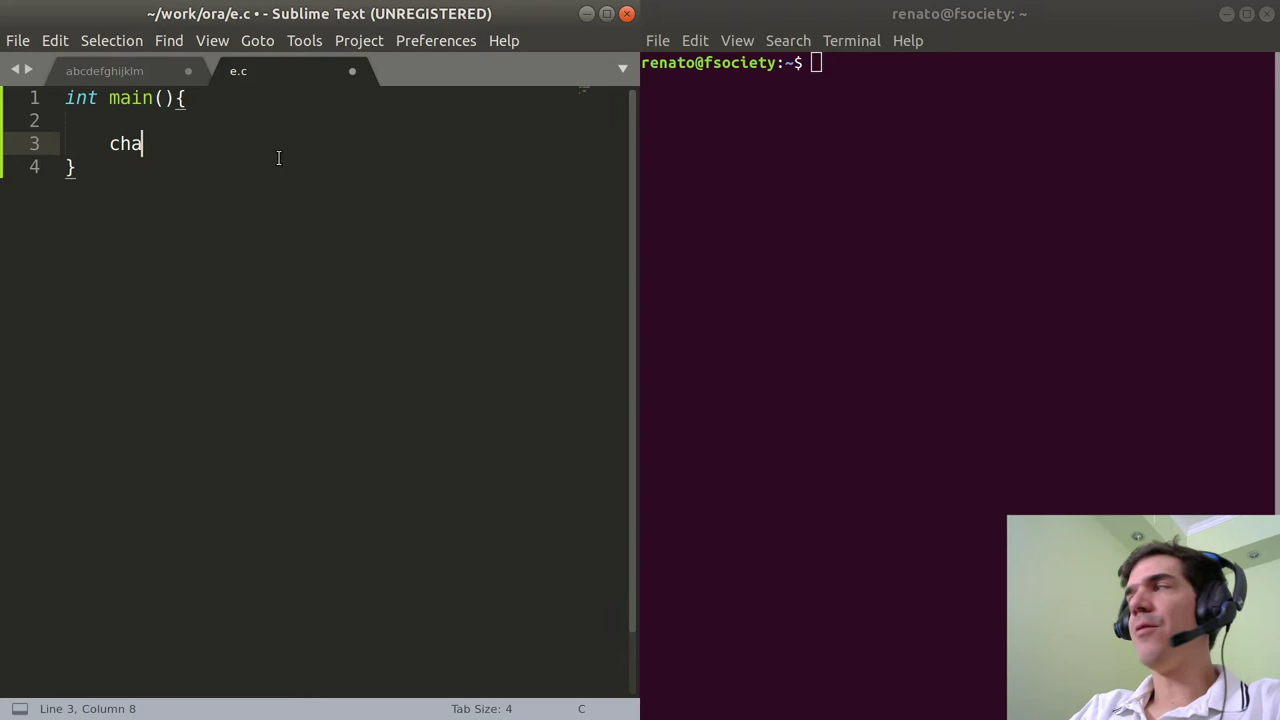 ~/work/ora/e.c • - Sublime Text (UNREGISTERED)
File Edit Selection Find View Goto Tools Project Preferences Help
abcdefghijklm
e.c
1 int main(){
2
3 cha
4 }
Line 3, Column 8
Tab Size: 4
C
renato@fsociety: ~
File Edit View Search Terminal Help
renato@fsociety:~$